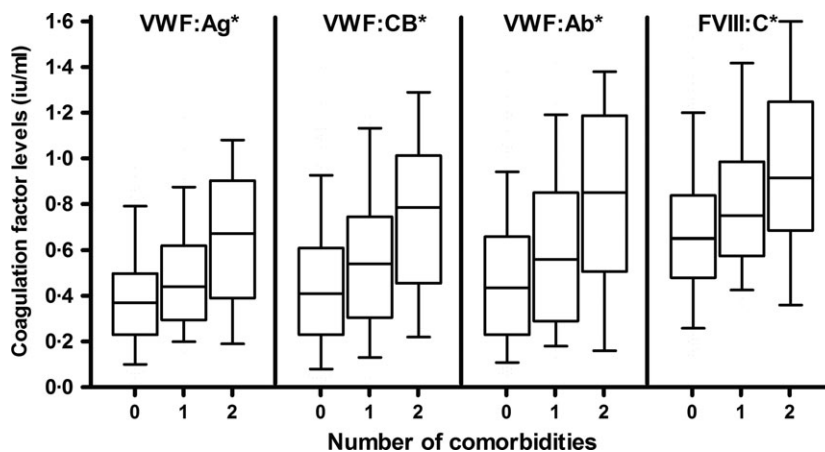 VWF:Ag* VWF:CB* VWF:Ab* FVIII:C*
1·6
1·4
1·2
1·0
0·8
0·6
0·4
0·2
0·0
Coagulation factor levels (iu/ml)
0 1 2 0 1 2 0 1 2 0 1 2
Number of comorbidities